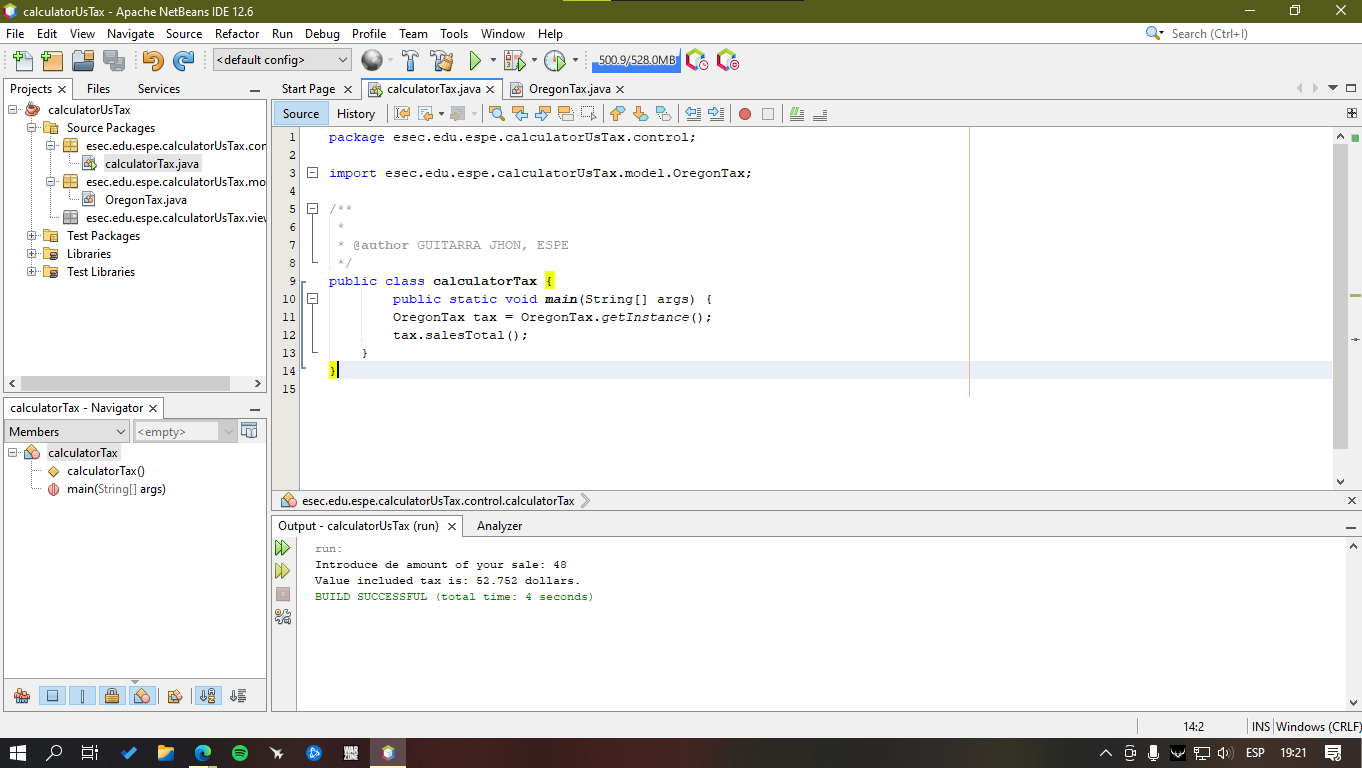 calculatorUsTax - Apache NetBeans IDE 12.6
File Edit View Navigate Source Refactor Run Debug Profile Team Tools Window Help
Search (Ctrl+I)
<default config>
500.9/528.0MB
Projects Files Services
calculatorUsTax
Source Packages
esec.edu.espe.calculatorUsTax.con
calculatorTax.java
esec.edu.espe.calculatorUsTax.mo
OregonTax.java
esec.edu.espe.calculatorUsTax.view
Test Packages
Libraries
Test Libraries
calculatorTax - Navigator
Members
<empty>
calculatorTax
calculatorTax()
main(String[] args)
Start Page calculatorTax.java OregonTax.java
Source History
1 package esec.edu.espe.calculatorUsTax.control;
2
3 import esec.edu.espe.calculatorUsTax.model.OregonTax;
4
5 /**
6 *
7 * @author GUITARRA JHON, ESPE
8 */
9 public class calculatorTax {
10 public static void main(String[] args) {
11 OregonTax tax = OregonTax.getInstance();
12 tax.salesTotal();
13 }
14 }
15
esec.edu.espe.calculatorUsTax.control.calculatorTax
Output - calculatorUsTax (run) Analyzer
run:
Introduce de amount of your sale: 48
Value included tax is: 52.752 dollars.
BUILD SUCCESSFUL (total time: 4 seconds)
14:2 INS Windows (CRLF)
WAR
ZONE
ESP 19:21